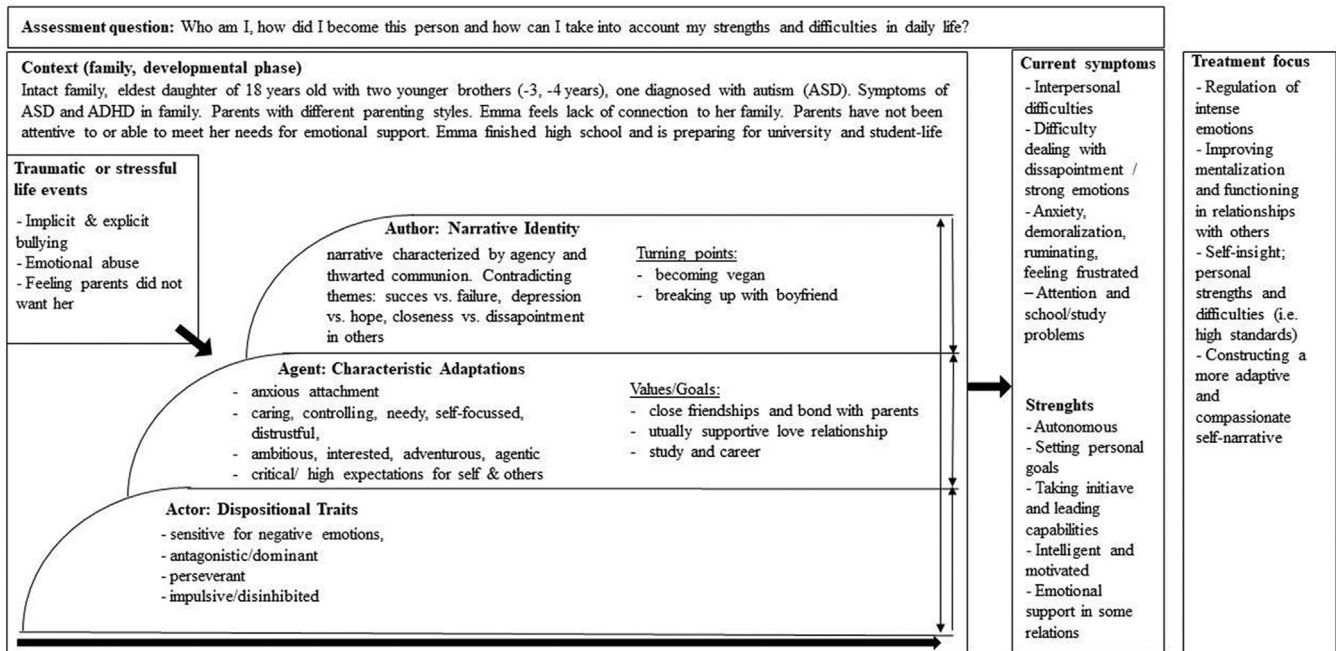 Assessment question: Who am I, how did I become this person and how can I take into account my strengths and difficulties in daily life?
Context (family, developmental phase)
Intact family, eldest daughter of 18 years old with two younger brothers (-3, -4 years), one diagnosed with autism (ASD). Symptoms of
ASD and ADHD in family. Parents with different parenting styles. Emma feels lack of connection to her family. Parents have not been
attentive to or able to meet her needs for emotional support. Emma finished high school and is preparing for university and student-life
Traumatic or stressful
life events
- Implicit & explicit
bullying
- Emotional abuse
- Feeling parents did not
want her
Author: Narrative Identity
narrative characterized by agency and
thwarted communion. Contradicting
themes: succes vs. failure, depression
vs. hope, closeness vs. dissapointment
in others
Turning points:
- becoming vegan
- breaking up with boyfriend
Agent: Characteristic Adaptations
- anxious attachment
- caring, controlling, needy, self-focussed,
distrustful,
- ambitious, interested, adventurous, agentic
- critical/ high expectations for self & others
Values/Goals:
- close friendships and bond with parents
- utually supportive love relationship
- study and career
Actor: Dispositional Traits
- sensitive for negative emotions,
- antagonistic/dominant
- perseverant
- impulsive/disinhibited
Current symptoms
- Interpersonal
difficulties
- Difficulty
dealing with
dissapointment /
strong emotions
- Anxiety,
demoralization,
ruminating,
feeling frustrated
– Attention and
school/study
problems
Strenghts
- Autonomous
- Setting personal
goals
- Taking initiave
and leading
capabilities
- Intelligent and
motivated
- Emotional
support in some
relations
Treatment focus
- Regulation of
intense
emotions
- Improving
mentalization
and functioning
in relationships
with others
- Self-insight;
personal
strengths and
difficulties (i.e.
high standards)
- Constructing a
more adaptive
and
compassionate
self-narrative